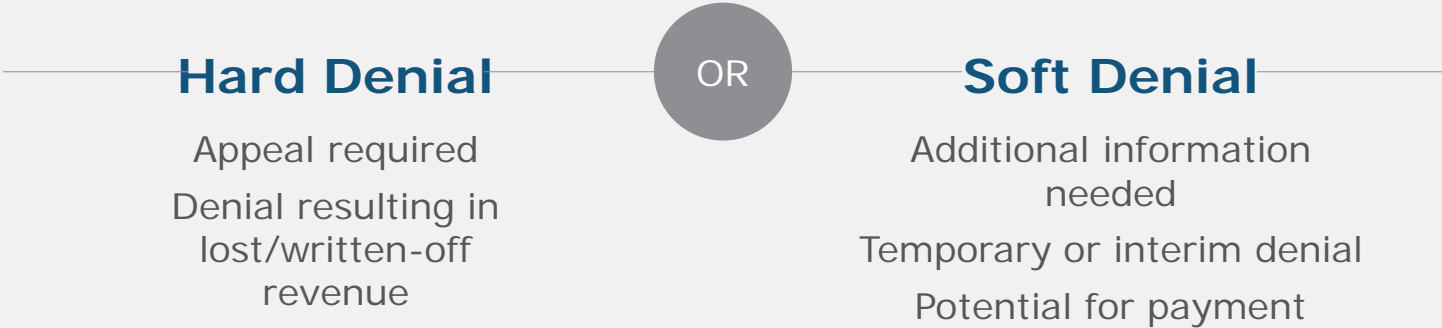 Hard Denial
Appeal required
Denial resulting in
lost/written-off
revenue
OR
Soft Denial
Additional information
needed
Temporary or interim denial
Potential for payment